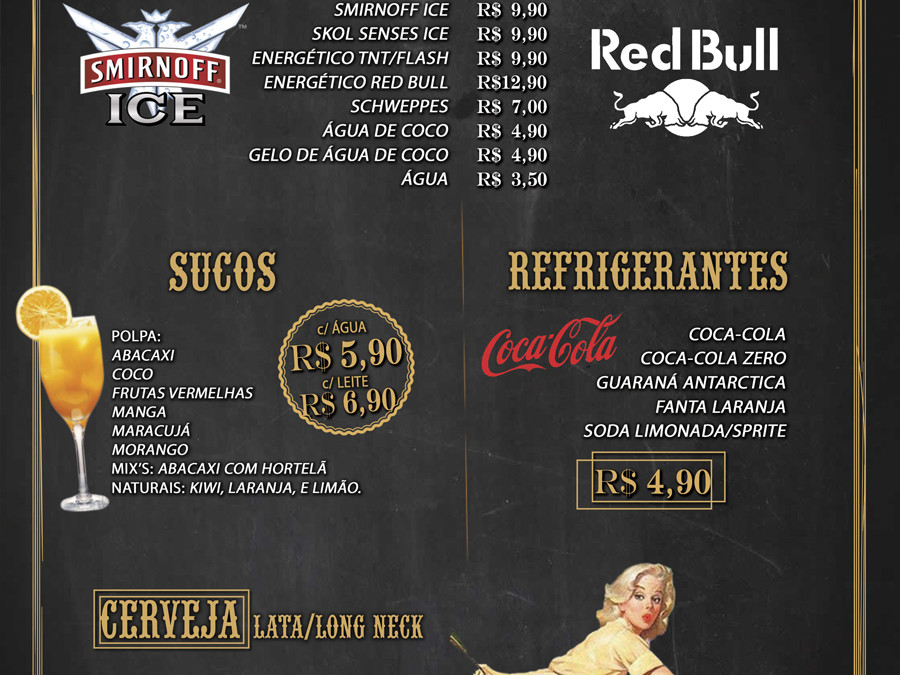 SMIRNOFF
ICE
TM
®
SMIRNOFF ICE R$ 9,90
SKOL SENSES ICE R$ 9,90
ENERGÉTICO TNT/FLASH R$ 9,90
ENERGÉTICO RED BULL R$12,90
SCHWEPPES R$ 7,00
ÁGUA DE COCO R$ 4,90
GELO DE ÁGUA DE COCO R$ 4,90
ÁGUA R$ 3,50
Red Bull
SUCOS
POLPA:
ABACAXI
COCO
FRUTAS VERMELHAS
MANGA
MARACUJÁ
MORANGO
MIX'S: ABACAXI COM HORTELÃ
NATURAIS: KIWI, LARANJA, E LIMÃO.
c/ ÁGUA
R$ 5,90
c/ LEITE
R$ 6,90
REFRIGERANTES
Coca-Cola
COCA-COLA
COCA-COLA ZERO
GUARANÁ ANTARCTICA
FANTA LARANJA
SODA LIMONADA/SPRITE
R$ 4,90
CERVEJA LATA/LONG NECK